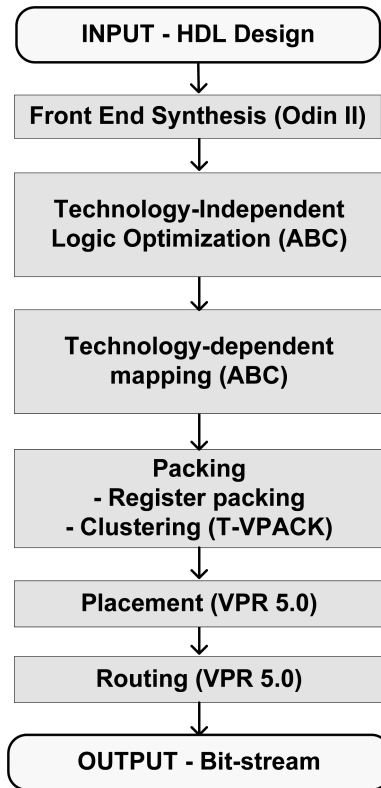 INPUT - HDL Design
Front End Synthesis (Odin II)
Technology-Independent
Logic Optimization (ABC)
Technology-dependent
mapping (ABC)
Packing
- Register packing
- Clustering (T-VPACK)
Placement (VPR 5.0)
Routing (VPR 5.0)
OUTPUT - Bit-stream